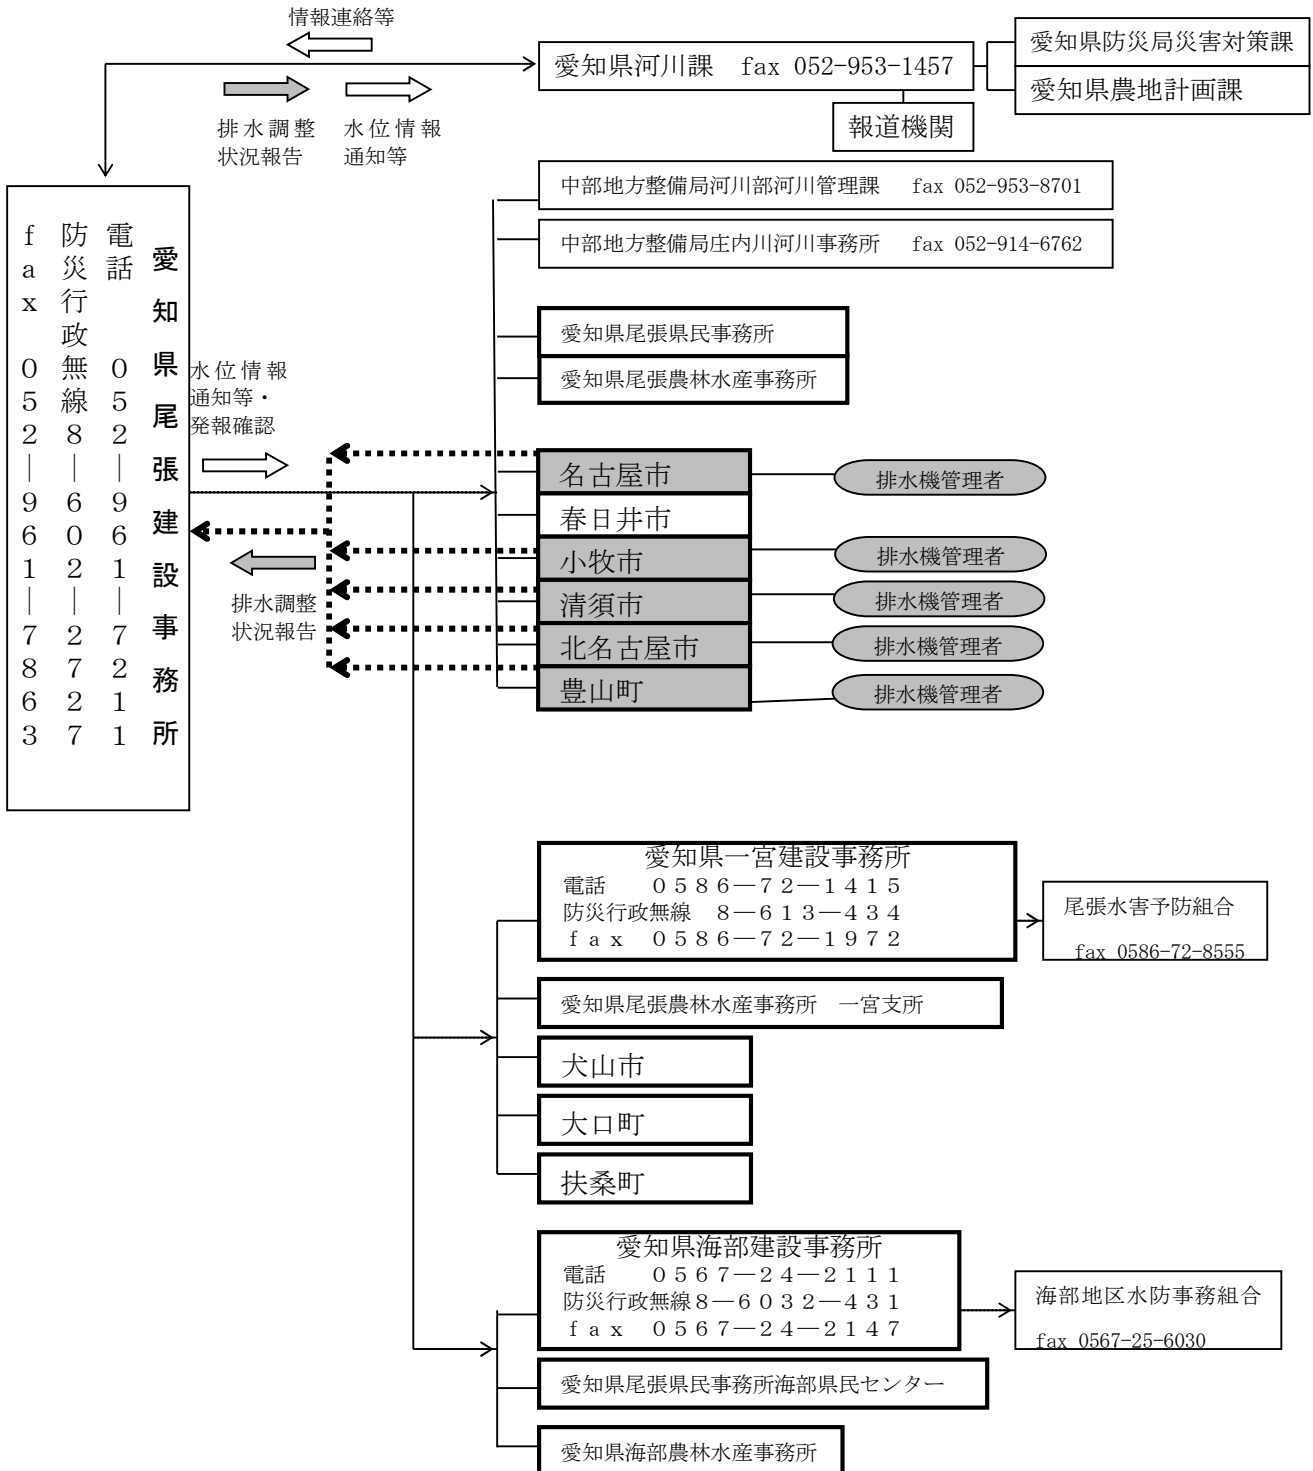 情報連絡等
愛知県河川課　fax 052-953-1457
愛知県防災局災害対策課
愛知県農地計画課
報道機関
排水調整
状況報告
水位情報
通知等
愛知県尾張建設事務所
電話　　０５２―９６１―７２１１
防災行政無線８―６０２―２７２７
ｆａｘ　０５２―９６１―７８６３
中部地方整備局河川部河川管理課　fax 052-953-8701
中部地方整備局庄内川河川事務所　fax 052-914-6762
愛知県尾張県民事務所
愛知県尾張農林水産事務所
水位情報
通知等・
発報確認
排水調整
状況報告
名古屋市
排水機管理者
春日井市
小牧市
排水機管理者
清須市
排水機管理者
北名古屋市
排水機管理者
豊山町
排水機管理者
愛知県一宮建設事務所
電話　　０５８６―７２―１４１５
防災行政無線　８―６１３―４３４
ｆａｘ　０５８６―７２―１９７２
尾張水害予防組合
fax 0586-72-8555
愛知県尾張農林水産事務所　一宮支所
犬山市
大口町
扶桑町
愛知県海部建設事務所
電話　　０５６７―２４―２１１１
防災行政無線８―６０３２―４３１
ｆａｘ　０５６７―２４―２１４７
海部地区水防事務組合
fax 0567-25-6030
愛知県尾張県民事務所海部県民センター
愛知県海部農林水産事務所